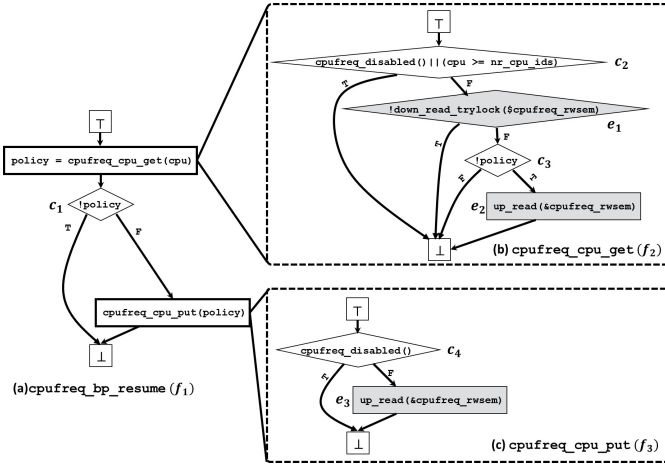 ⊤
policy = cpufreq_cpu_get(cpu)
c1
!policy
T
F
cpufreq_cpu_put(policy)
⊥
(a)cpufreq_bp_resume (f1)
⊤
cpufreq_disabled()||(cpu >= nr_cpu_ids)
c2
T
F
!down_read_trylock($cpufreq_rwsem)
e1
T
F
!policy
c3
F
T
e2
up_read(&cpufreq_rwsem)
⊥
(b) cpufreq_cpu_get (f2)
⊤
cpufreq_disabled()
c4
T
F
e3
up_read(&cpufreq_rwsem)
⊥
(c) cpufreq_cpu_put (f3)